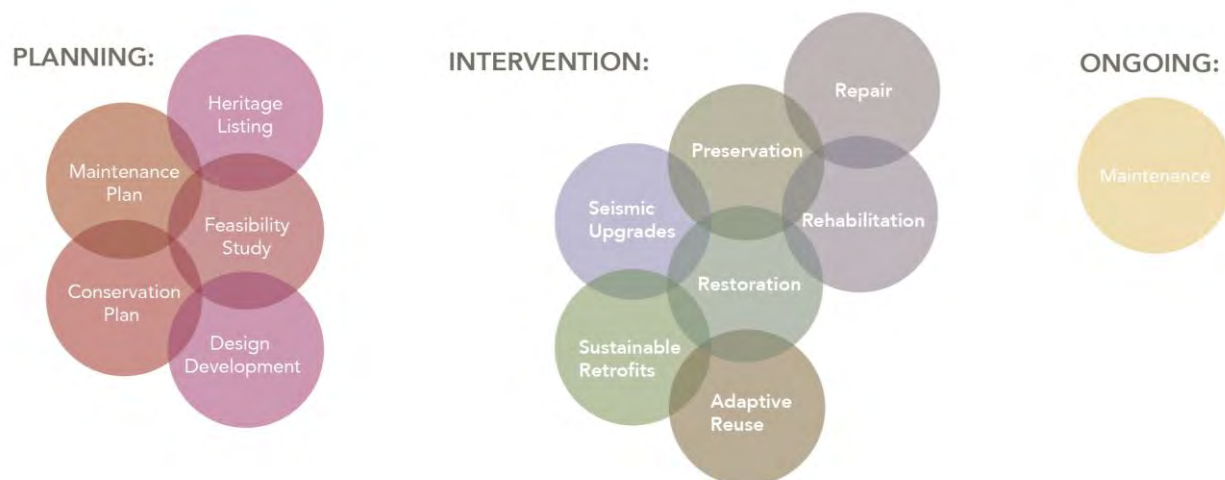 PLANNING:
Heritage
Listing
Maintenance
Plan
Feasibility
Study
Conservation
Plan
Design
Development
INTERVENTION:
Repair
Preservation
Seismic
Upgrades
Rehabilitation
Restoration
Sustainable
Retrofits
Adaptive
Reuse
ONGOING:
Maintenance